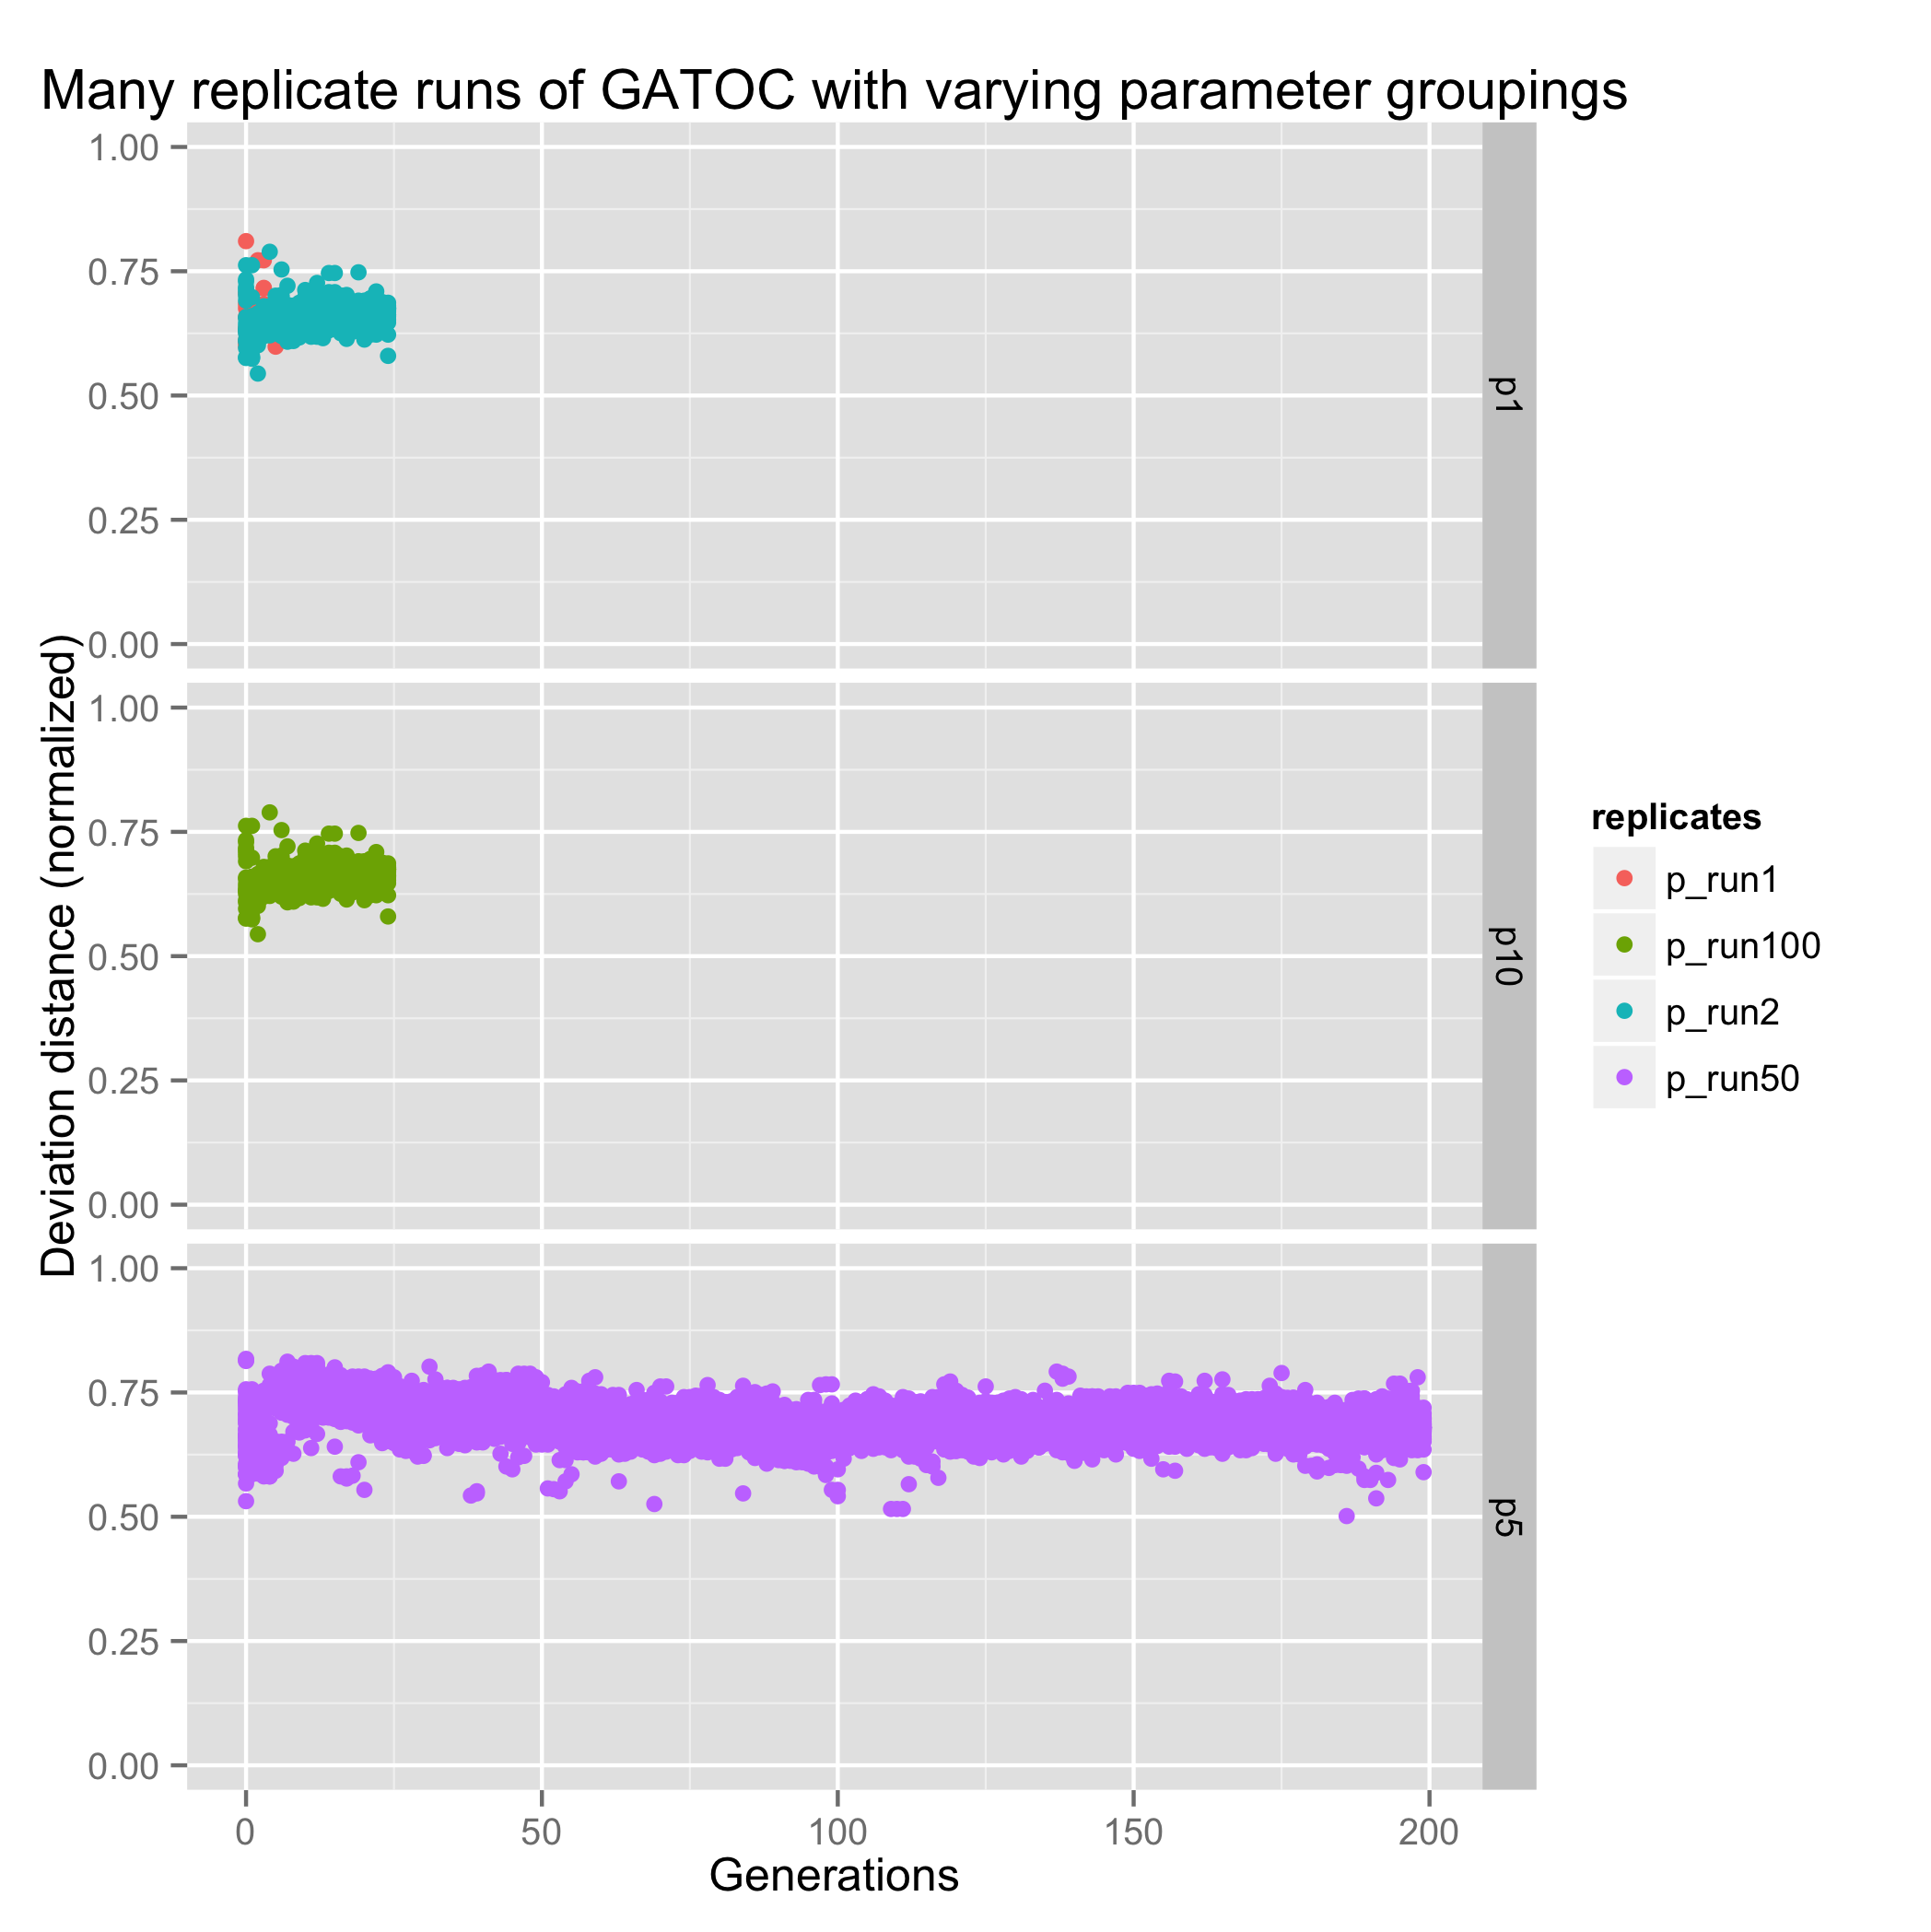 Many replicate runs of GATOC with varying parameter groupings
1.00
0.75
0.50
0.25
0.00
p1
1.00
0.75
0.50
0.25
0.00
p10
1.00
0.75
0.50
0.25
0.00
p5
Deviation distance (normalized)
0 50 100 150 200
Generations
replicates
p_run1
p_run100
p_run2
p_run50